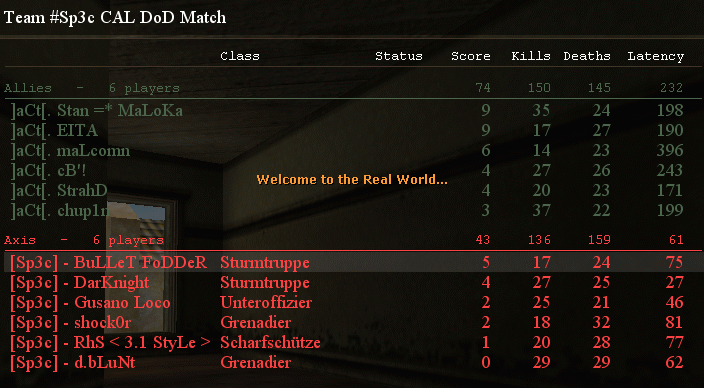 Team #Sp3c CAL DoD Match
Class Status Score Kills Deaths Latency
Allies - 6 players 74 150 145 232
]aCt[. Stan =* MaLoKa 9 35 24 198
]aCt[. EITA 9 17 27 190
]aCt[. maLcomn 6 14 23 396
]aCt[. cB'! 4 27 26 243
Welcome to the Real World...
]aCt[. StrahD 4 20 23 171
]aCt[. chup1n 3 37 22 199
Axis - 6 players 43 136 159 61
[Sp3c] - BuLLeT FoDDeR Sturmtruppe 5 17 24 75
[Sp3c] - DarKnight Sturmtruppe 4 27 25 27
[Sp3c] - Gusano Loco Unteroffizier 2 25 21 46
[Sp3c] - shock0r Grenadier 2 18 32 81
[Sp3c] - RhS < 3.1 StyLe > Scharfschütze 1 20 28 77
[Sp3c] - d.bLuNt Grenadier 0 29 29 62